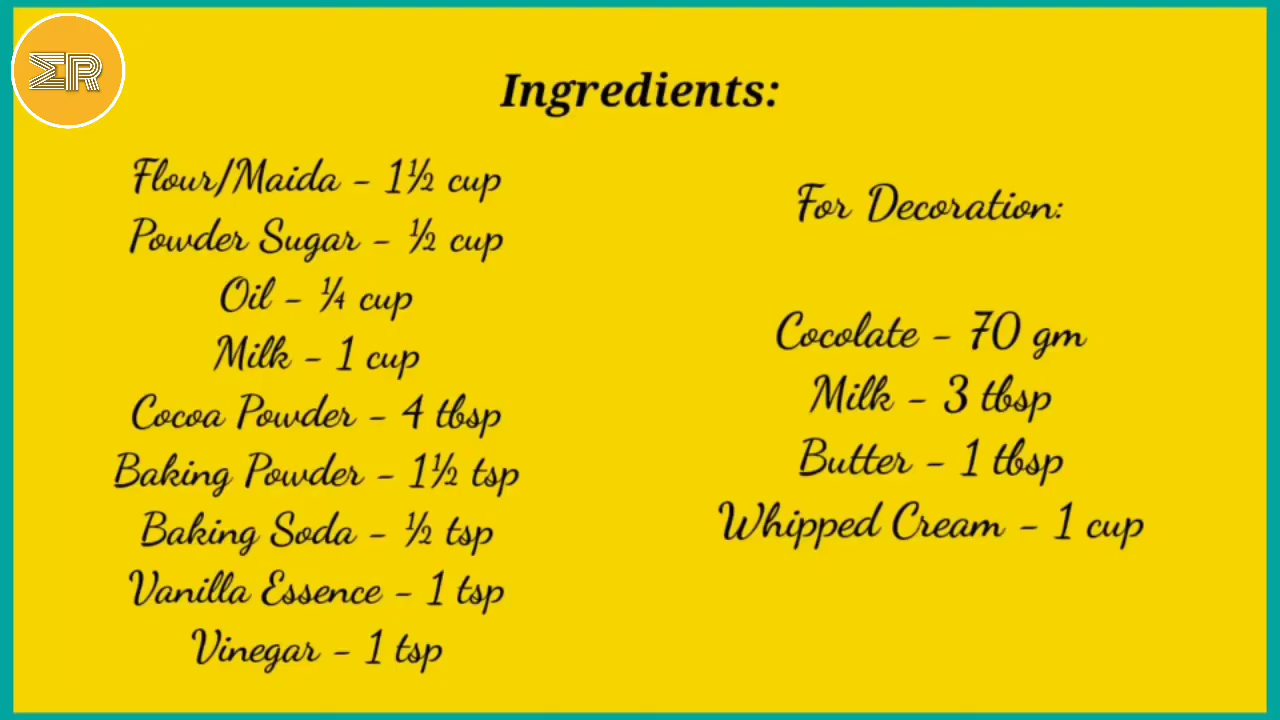 ΣR
Ingredients:
Flour/Maida - 1½ cup
Powder Sugar - ½ cup
Oil - ¼ cup
Milk - 1 cup
Cocoa Powder - 4 tbsp
Baking Powder - 1½ tsp
Baking Soda - ½ tsp
Vanilla Essence - 1 tsp
Vinegar - 1 tsp
For Decoration:
Cocolate - 70 gm
Milk - 3 tbsp
Butter - 1 tbsp
Whipped Cream - 1 cup